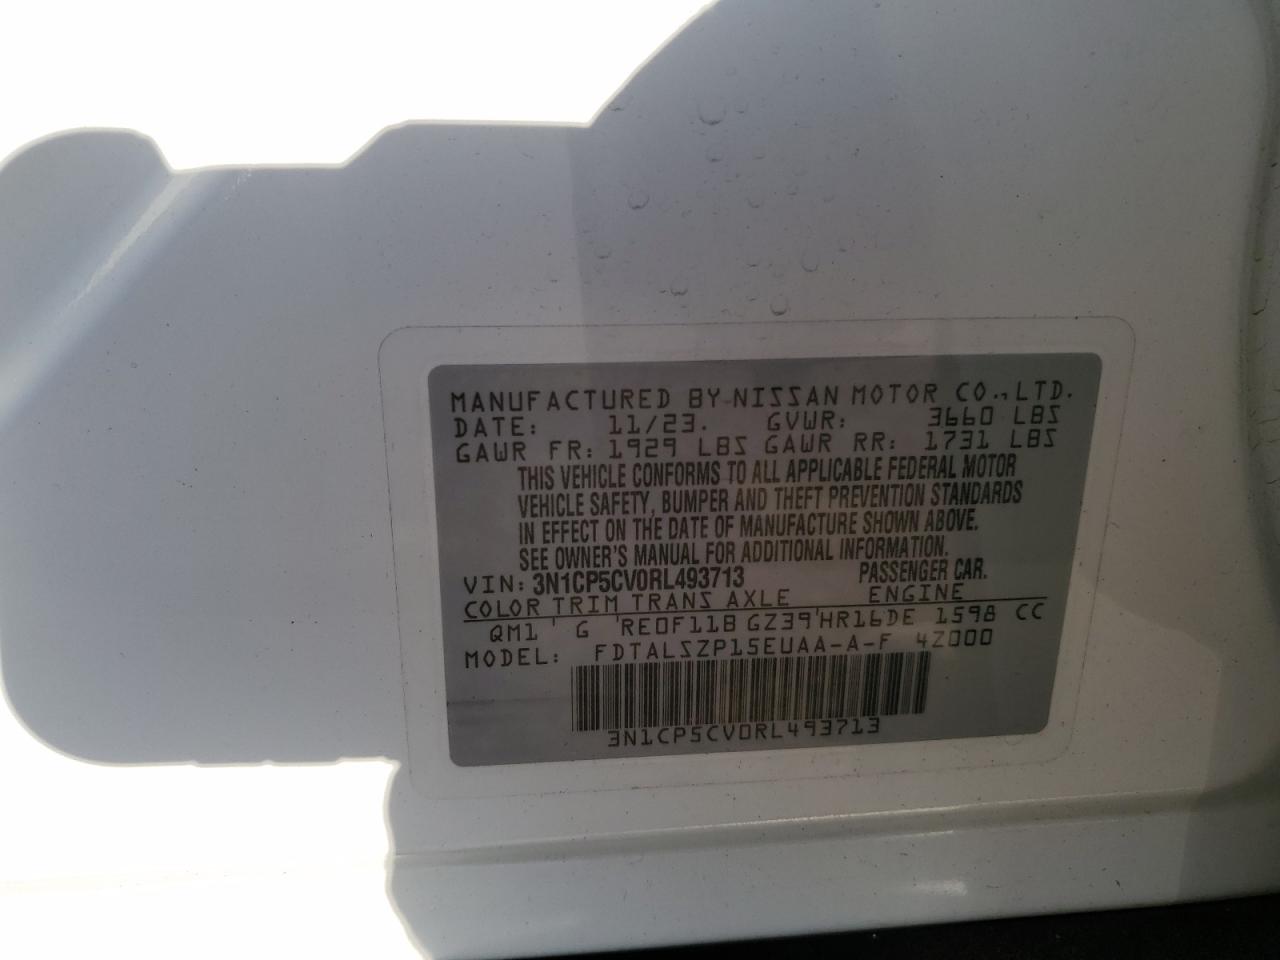 MANUFACTURED BY NISSAN MOTOR CO., LTD.
DATE: 11/23. GVWR: 3660 LBS
GAWR FR: 1929 LBS GAWR RR: 1731 LBS
THIS VEHICLE CONFORMS TO ALL APPLICABLE FEDERAL MOTOR
VEHICLE SAFETY, BUMPER AND THEFT PREVENTION STANDARDS
IN EFFECT ON THE DATE OF MANUFACTURE SHOWN ABOVE.
SEE OWNER'S MANUAL FOR ADDITIONAL INFORMATION.
VIN: 3N1CP5CV0RL493713 PASSENGER CAR.
COLOR TRIM TRANS AXLE ENGINE
QM1 ' G 'RE0F11B GZ39'HR16DE 1598 CC
MODEL: FDTALSZP15EUAA-A-F 4Z000
3N1CP5CV0RL493713